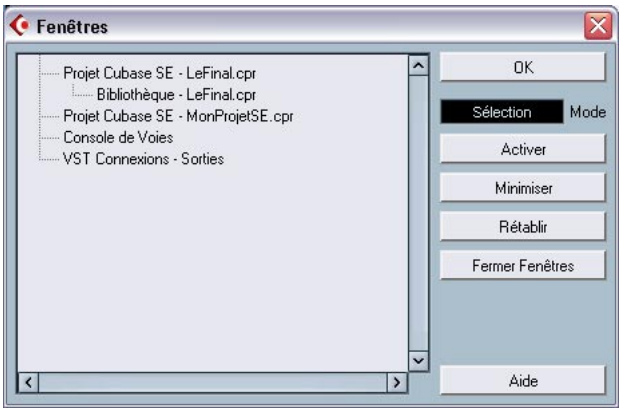 Fenêtres
Projet Cubase SE - LeFinal.cpr
Bibliothèque - LeFinal.cpr
Projet Cubase SE - MonProjetSE.cpr
Console de Voies
VST Connexions - Sorties
OK
Sélection Mode
Activer
Minimiser
Rétablir
Fermer Fenêtres
Aide